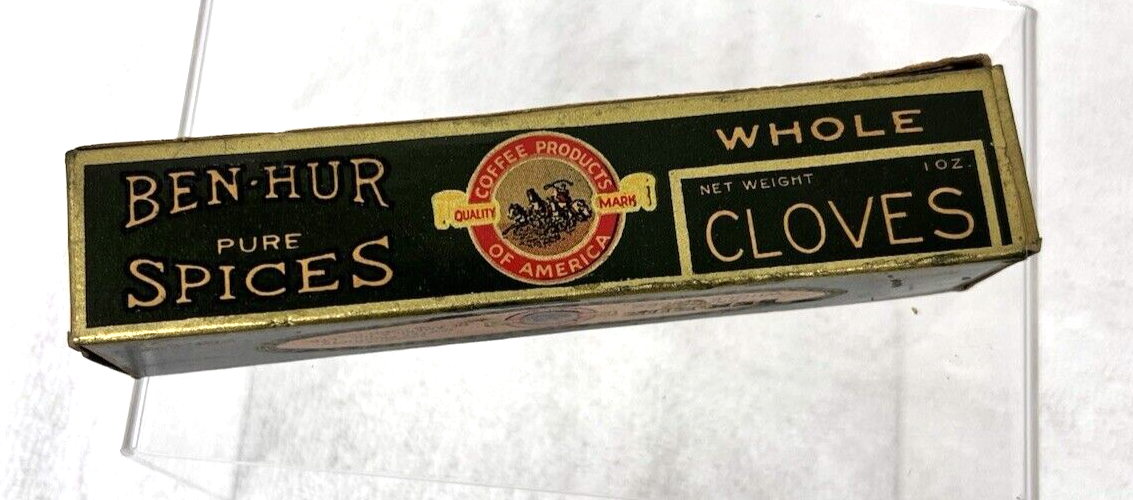 BEN·HUR
PURE
SPICES
COFFEE PRODUCTS
QUALITY MARK
OF AMERICA
WHOLE
NET WEIGHT 1 OZ.
CLOVES